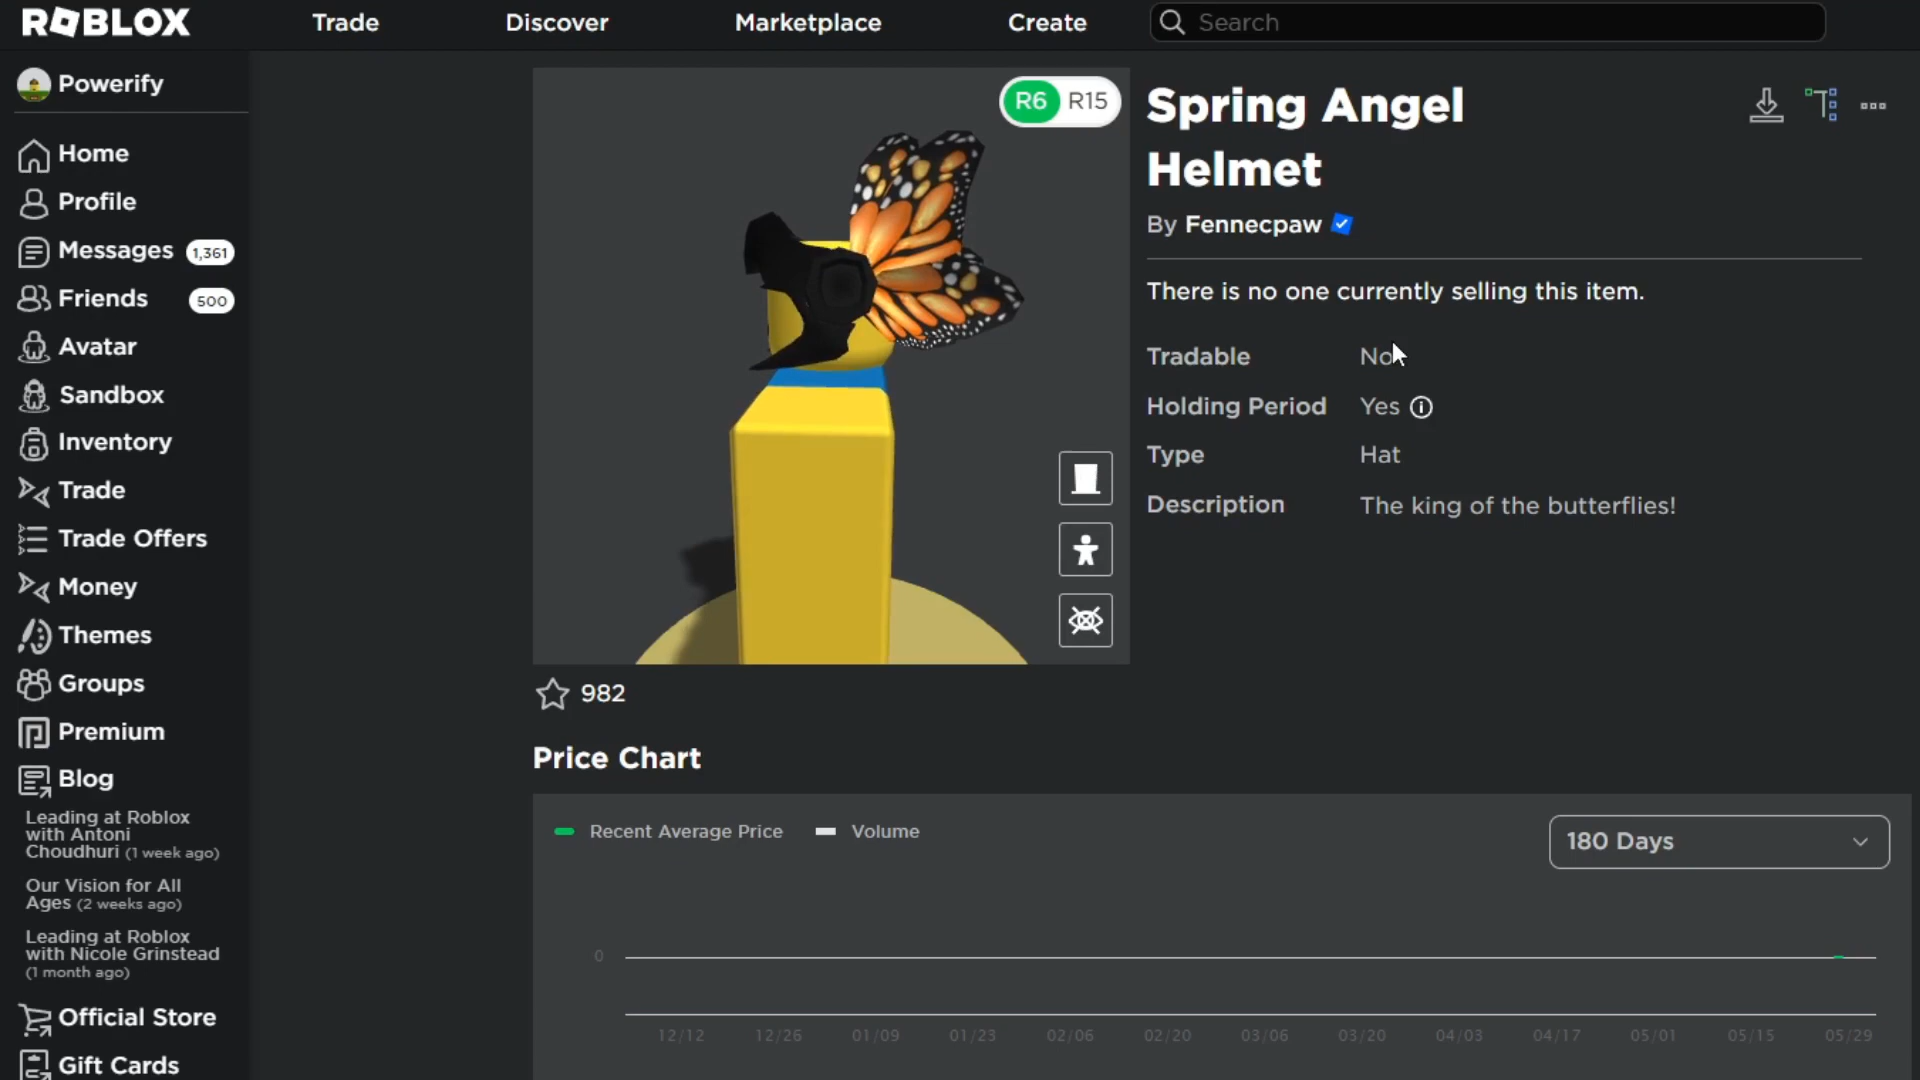 ROBLOX
Trade
Discover
Marketplace
Create
Search
Powerify
Home
Profile
Messages 1,361
Friends 500
Avatar
Sandbox
Inventory
Trade
Trade Offers
Money
Themes
Groups
Premium
Blog
Leading at Roblox
with Antoni
Choudhuri (1 week ago)
Our Vision for All
Ages (2 weeks ago)
Leading at Roblox
with Nicole Grinstead
(1 month ago)
Official Store
Gift Cards
R6 R15
Spring Angel
Helmet
By Fennecpaw
There is no one currently selling this item.
Tradable No
Holding Period Yes
Type Hat
Description The king of the butterflies!
982
Price Chart
Recent Average Price Volume
180 Days
0
12/12 12/26 01/09 01/23 02/06 02/20 03/06 03/20 04/03 04/17 05/01 05/15 05/29